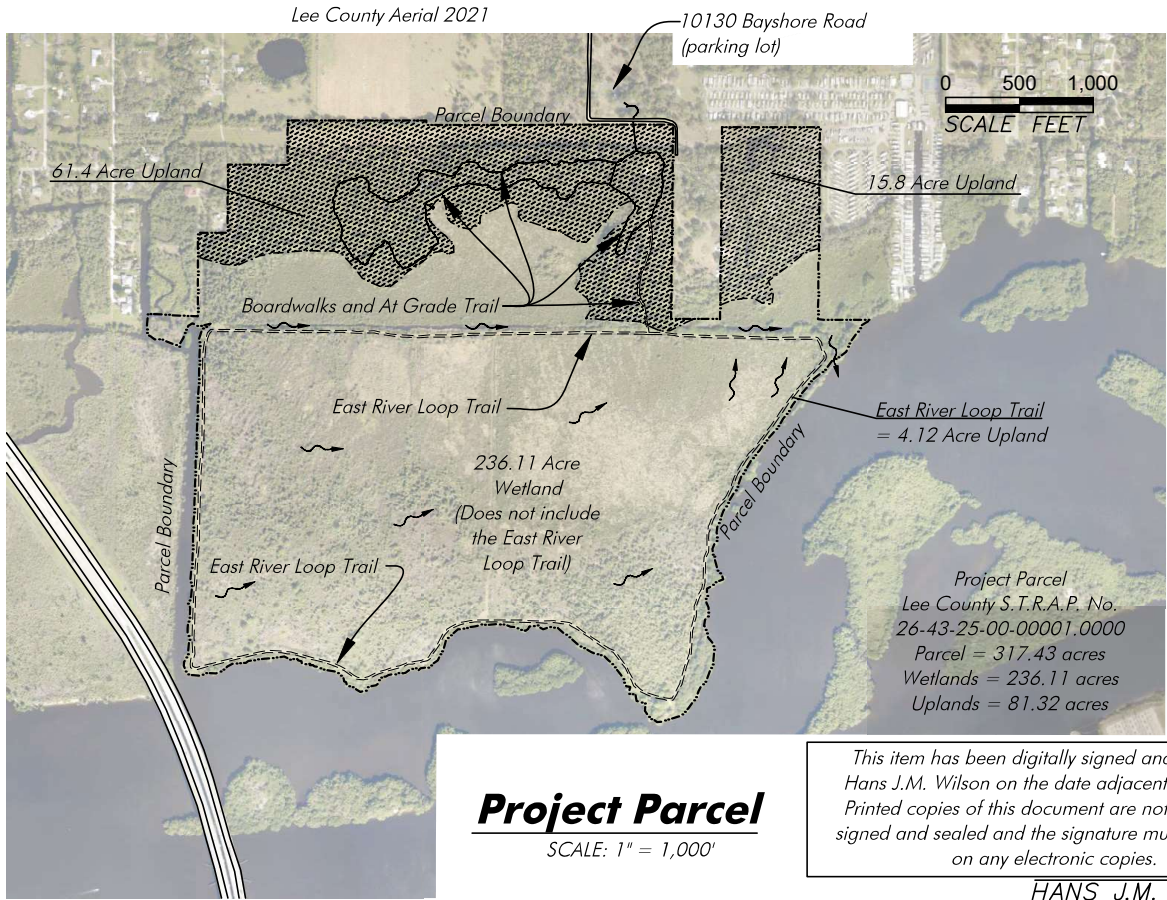 Lee County Aerial 2021
10130 Bayshore Road
(parking lot)
0 500 1,000
SCALE FEET
Parcel Boundary
61.4 Acre Upland
15.8 Acre Upland
Boardwalks and At Grade Trail
East River Loop Trail
East River Loop Trail
= 4.12 Acre Upland
236.11 Acre
Wetland
(Does not include
the East River
Loop Trail)
Parcel Boundary
Parcel Boundary
East River Loop Trail
Project Parcel
Lee County S.T.R.A.P. No.
26-43-25-00-00001.0000
Parcel = 317.43 acres
Wetlands = 236.11 acres
Uplands = 81.32 acres
Project Parcel
SCALE: 1" = 1,000'
This item has been digitally signed and
Hans J.M. Wilson on the date adjacent
Printed copies of this document are not
signed and sealed and the signature mu
on any electronic copies.
HANS J.M.